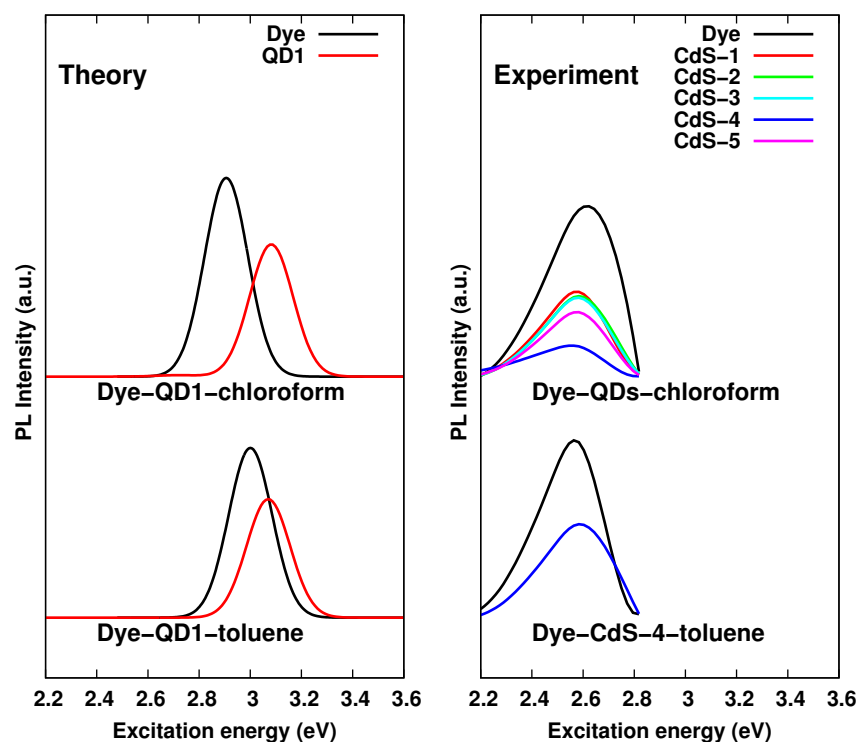 Theory
Dye
QD1
PL Intensity (a.u.)
Dye−QD1−chloroform
Dye−QD1−toluene
2.2 2.4 2.6 2.8 3 3.2 3.4 3.6
Excitation energy (eV)
Experiment
Dye
CdS−1
CdS−2
CdS−3
CdS−4
CdS−5
PL Intensity (a.u.)
Dye−QDs−chloroform
Dye−CdS−4−toluene
2.2 2.4 2.6 2.8 3 3.2 3.4 3.6
Excitation energy (eV)